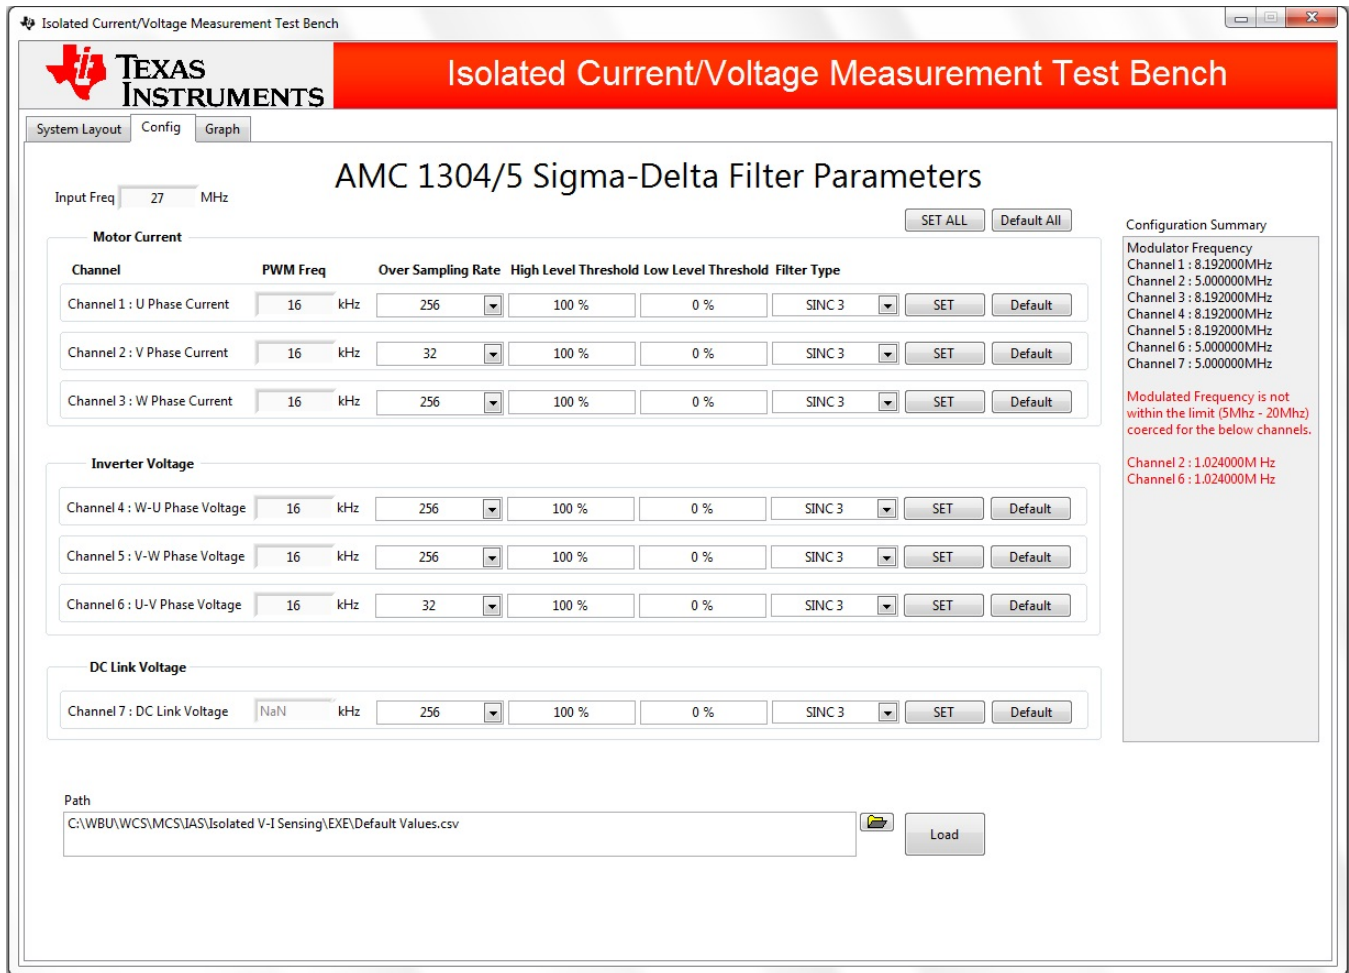 Isolated Current/Voltage Measurement Test Bench
TEXAS INSTRUMENTS
Isolated Current/Voltage Measurement Test Bench
System Layout Config Graph
AMC 1304/5 Sigma-Delta Filter Parameters
Input Freq 27 MHz
SET ALL Default All
Motor Current
Channel PWM Freq Over Sampling Rate High Level Threshold Low Level Threshold Filter Type
Channel 1 : U Phase Current 16 kHz 256 100 % 0 % SINC 3 SET Default
Channel 2 : V Phase Current 16 kHz 32 100 % 0 % SINC 3 SET Default
Channel 3 : W Phase Current 16 kHz 256 100 % 0 % SINC 3 SET Default
Inverter Voltage
Channel 4 : W-U Phase Voltage 16 kHz 256 100 % 0 % SINC 3 SET Default
Channel 5 : V-W Phase Voltage 16 kHz 256 100 % 0 % SINC 3 SET Default
Channel 6 : U-V Phase Voltage 16 kHz 32 100 % 0 % SINC 3 SET Default
DC Link Voltage
Channel 7 : DC Link Voltage NaN kHz 256 100 % 0 % SINC 3 SET Default
Configuration Summary
Modulator Frequency
Channel 1 : 8.192000MHz
Channel 2 : 5.000000MHz
Channel 3 : 8.192000MHz
Channel 4 : 8.192000MHz
Channel 5 : 8.192000MHz
Channel 6 : 5.000000MHz
Channel 7 : 5.000000MHz
Modulated Frequency is not
within the limit (5Mhz - 20Mhz)
coerced for the below channels.
Channel 2 : 1.024000M Hz
Channel 6 : 1.024000M Hz
Path
C:\WBU\WCS\MCS\IAS\Isolated V-I Sensing\EXE\Default Values.csv
Load